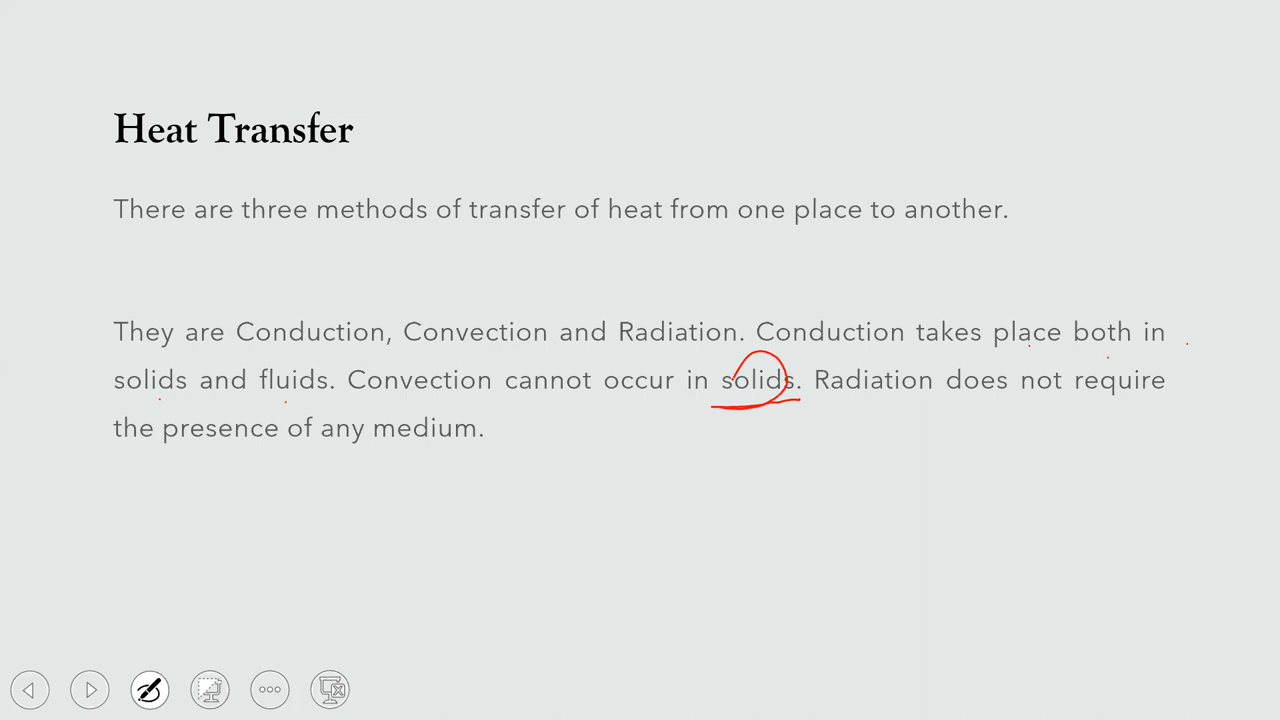 Heat Transfer
There are three methods of transfer of heat from one place to another.
They are Conduction, Convection and Radiation. Conduction takes place both in
solids and fluids. Convection cannot occur in solids. Radiation does not require
the presence of any medium.